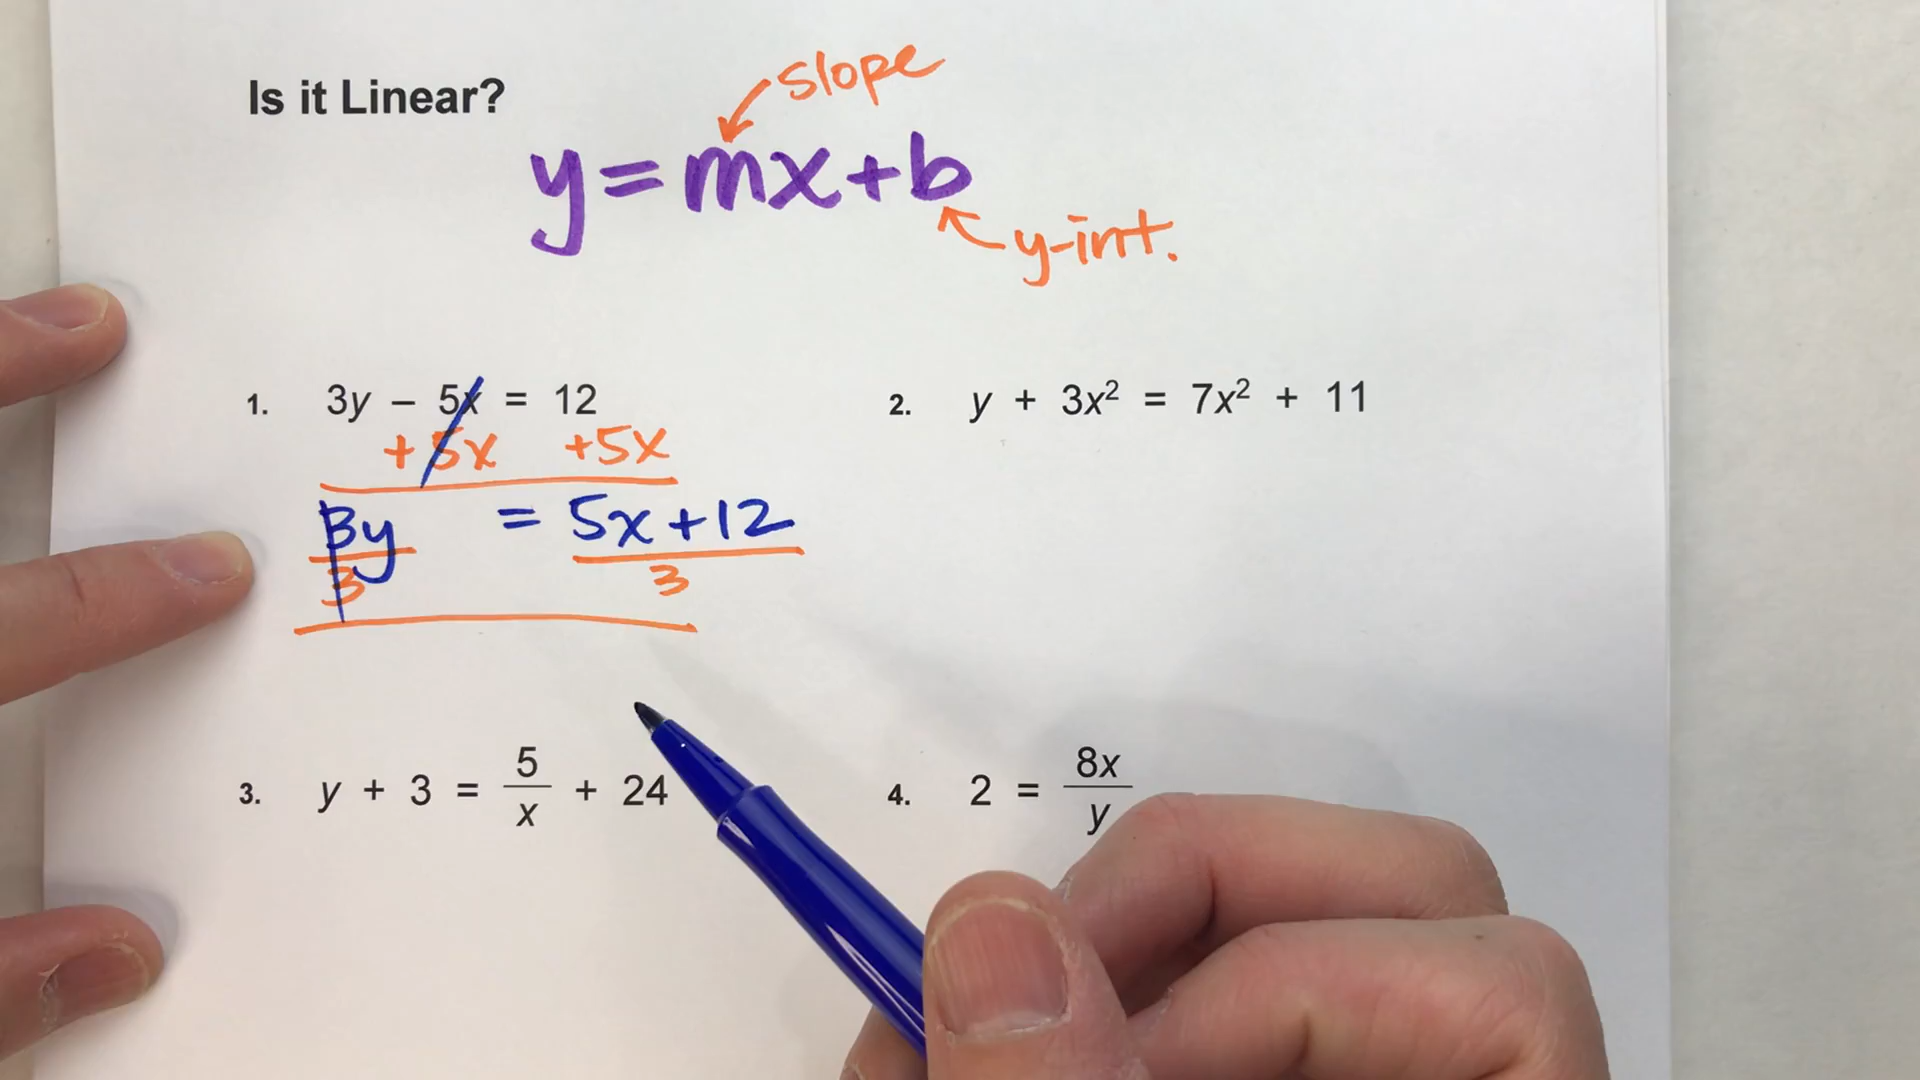 Is it Linear?
slope
y = mx + b
y-int.
1. 3y − 5x = 12
+5x +5x
3y = 5x + 12
3 3
2. y + 3x² = 7x² + 11
3. y + 3 = 5/x + 24
4. 2 = 8x/y